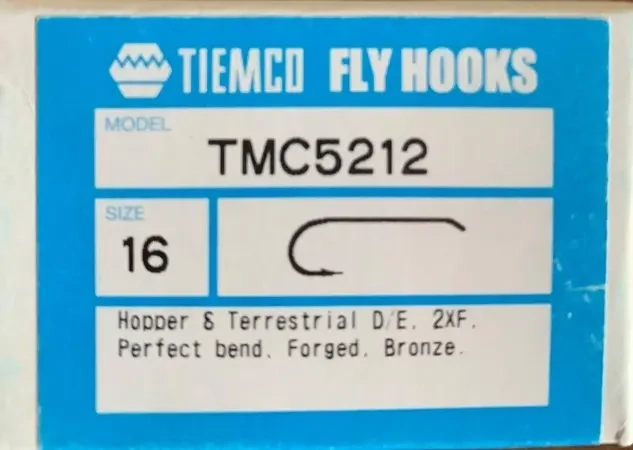 TIEMCO FLY HOOKS
MODEL
TMC5212
SIZE
16
Hopper & Terrestrial D/E. 2XF.
Perfect bend. Forged. Bronze.